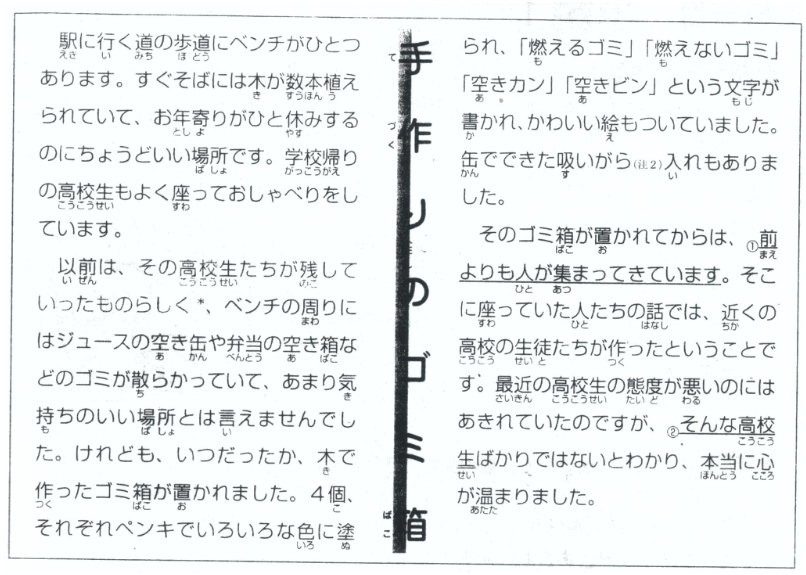 手作りのゴミ箱
駅に行く道の歩道にベンチがひとつ
あります。すぐそばには木が数本植え
られていて、お年寄りがひと休みする
のにちょうどいい場所です。学校帰り
の高校生もよく座っておしゃべりをし
ています。
以前は、その高校生たちが残して
いったものらしく*、ベンチの周りに
はジュースの空き缶や弁当の空き箱な
どのゴミが散らかっていて、あまり気
持ちのいい場所とは言えませんでし
た。けれども、いつだったか、木で
作ったゴミ箱が置かれました。4個、
それぞれペンキでいろいろな色に塗
られ、「燃えるゴミ」「燃えないゴミ」
「空きカン」「空きビン」という文字が
書かれ、かわいい絵もついていました。
缶でできた吸いがら(注2)入れもありま
した。
そのゴミ箱が置かれてからは、①前
よりも人が集まってきています。そこ
に座っていた人たちの話では、近くの
高校の生徒たちが作ったということで
す。最近の高校生の態度が悪いのには
あきれていたのですが、②そんな高校
生ばかりではないとわかり、本当に心
が温まりました。